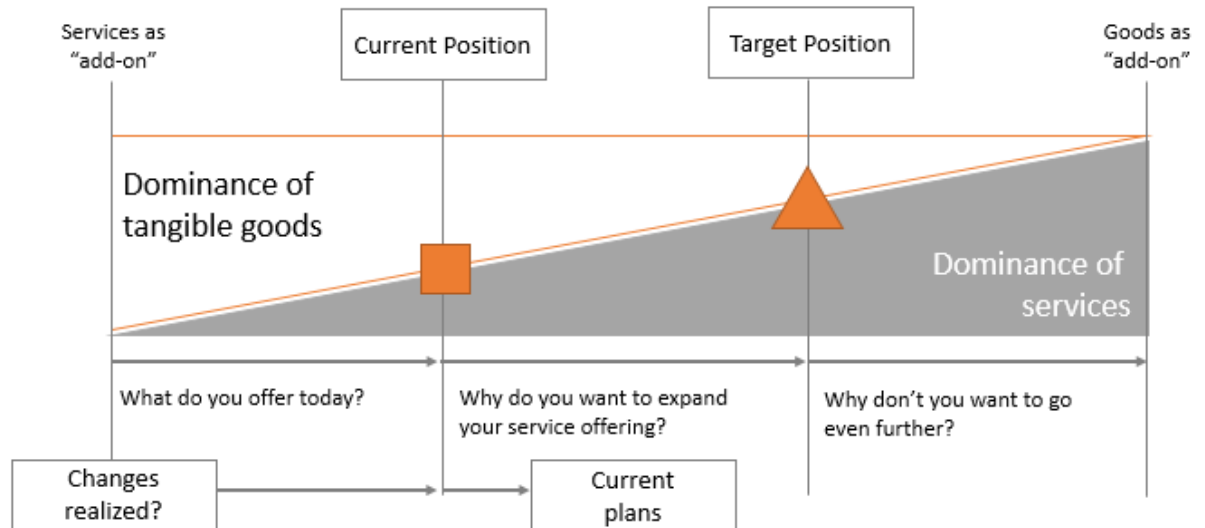 Services as
“add-on”
Current Position
Target Position
Goods as
“add-on”
Dominance of
tangible goods
Dominance of
services
What do you offer today?
Why do you want to expand
your service offering?
Why don’t you want to go
even further?
Changes
realized?
Current
plans